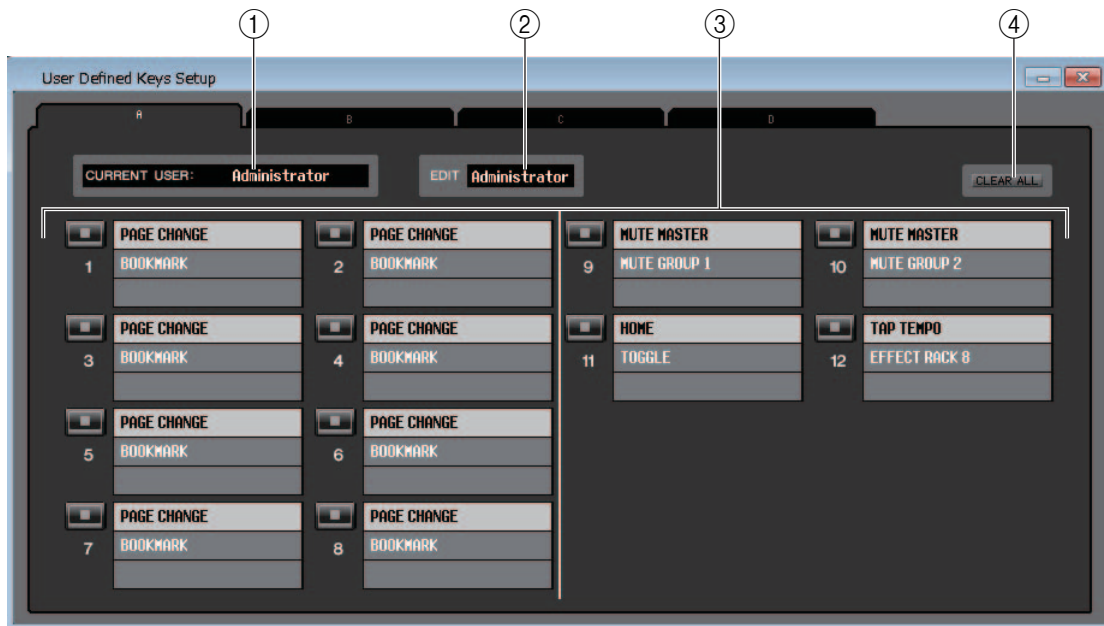 ① ② ③ ④
User Defined Keys Setup
A B C D
CURRENT USER: Administrator EDIT Administrator CLEAR ALL
PAGE CHANGE PAGE CHANGE MUTE MASTER MUTE MASTER
1 BOOKMARK 2 BOOKMARK 9 MUTE GROUP 1 10 MUTE GROUP 2
PAGE CHANGE PAGE CHANGE HOME TAP TEMPO
3 BOOKMARK 4 BOOKMARK 11 TOGGLE 12 EFFECT RACK 8
PAGE CHANGE PAGE CHANGE
5 BOOKMARK 6 BOOKMARK
PAGE CHANGE PAGE CHANGE
7 BOOKMARK 8 BOOKMARK